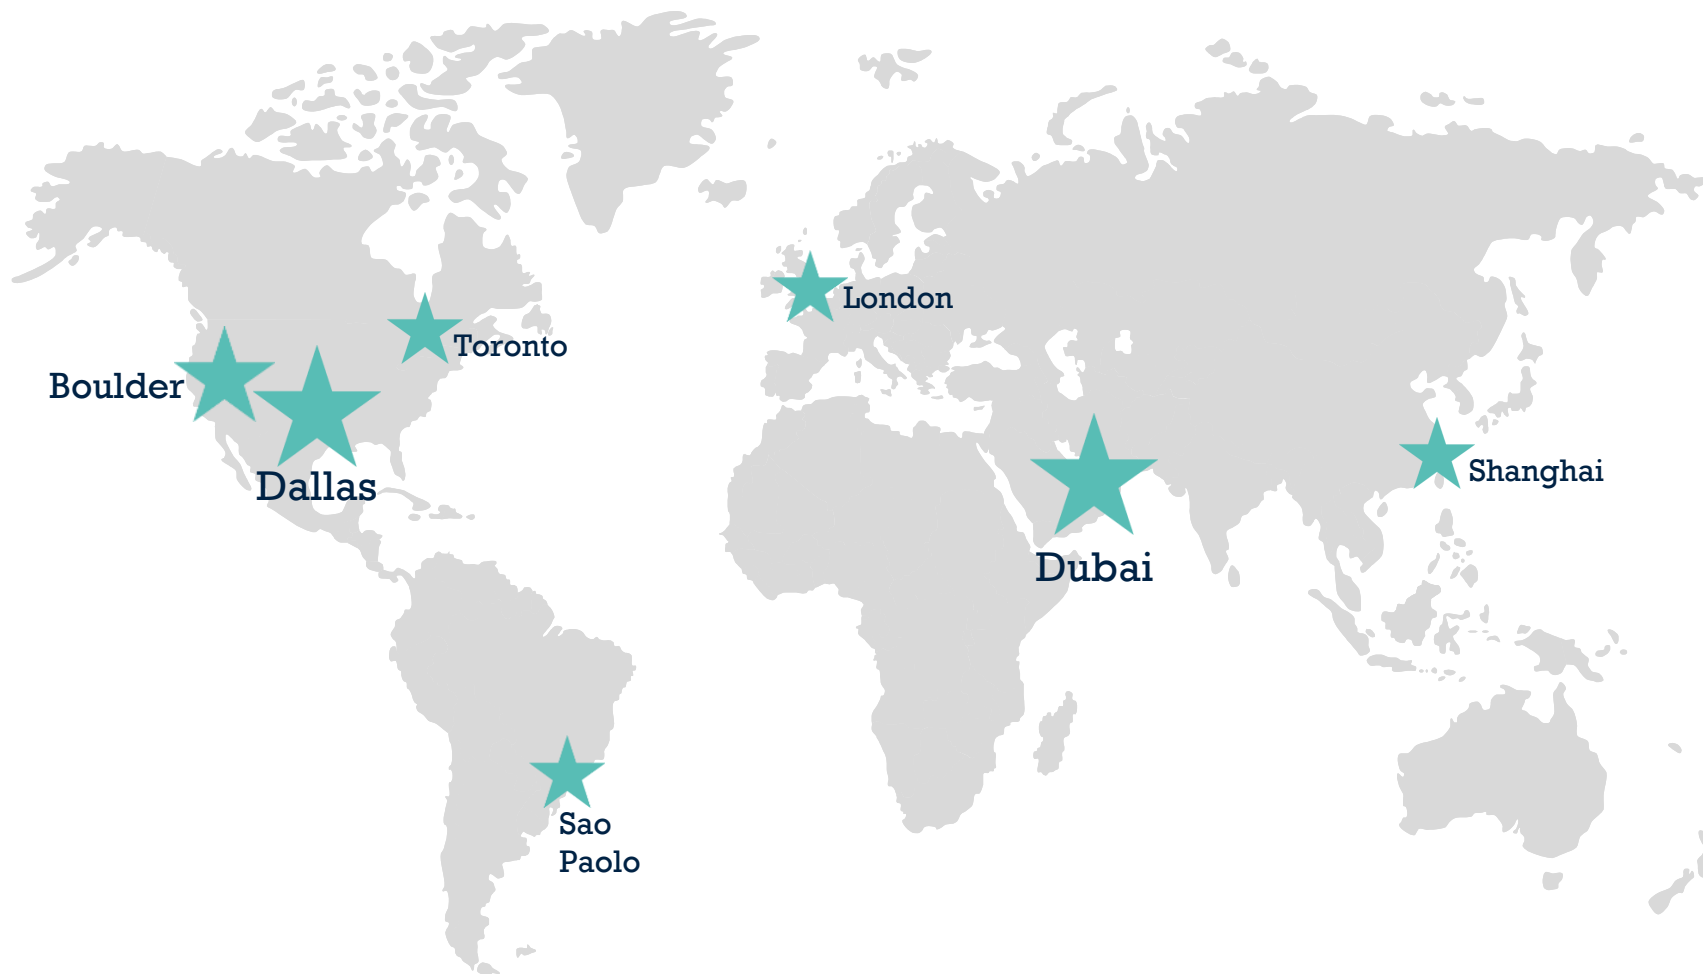 London
Toronto
Boulder
Dallas
Shanghai
Dubai
Sao
Paolo